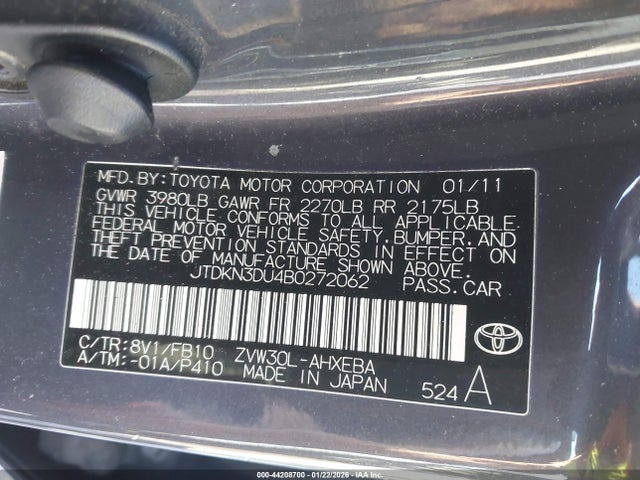 MFD.BY:TOYOTA MOTOR CORPORATION 01/11
GVWR 3980LB GAWR FR 2270LB RR 2175LB
THIS VEHICLE CONFORMS TO ALL APPLICABLE
FEDERAL MOTOR VEHICLE SAFETY,BUMPER,AND
THEFT PREVENTION STANDARDS IN EFFECT ON
THE DATE OF MANUFACTURE SHOWN ABOVE.
JTDKN3DU4B0272062 PASS.CAR
C/TR:8V1/FB10 ZVW30L-AHXEBA
A/TM:-01A/P410 MADE IN JAPAN
524 A
000-44208700 - 01/22/2026 - IAA Inc.